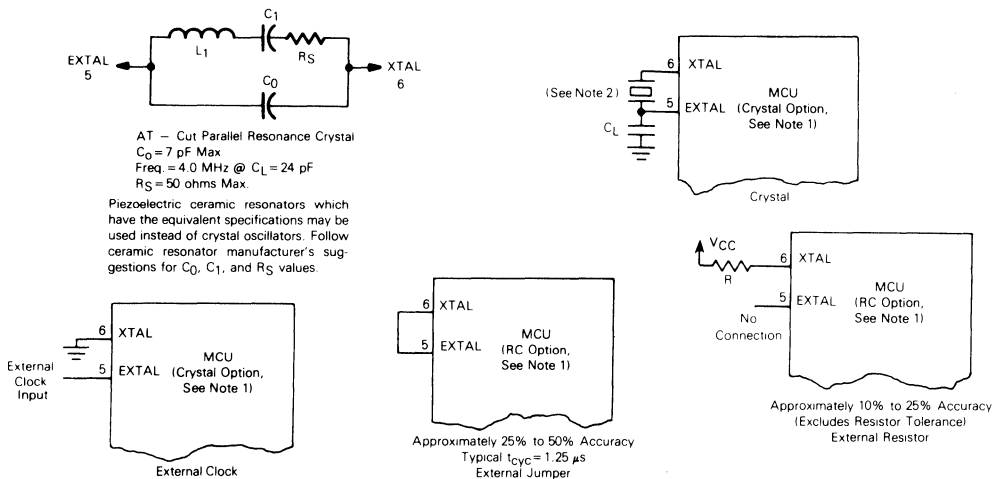 C1
L1
RS
EXTAL
5
XTAL
6
C0
AT – Cut Parallel Resonance Crystal
C0 = 7 pF Max
Freq. = 4.0 MHz @ CL = 24 pF
RS = 50 ohms Max.
Piezoelectric ceramic resonators which
have the equivalent specifications may be
used instead of crystal oscillators. Follow
ceramic resonator manufacturer's sug-
gestions for C0, C1, and RS values.
6 XTAL
(See Note 2)
5 EXTAL
CL
MCU
(Crystal Option,
See Note 1)
Crystal
6 XTAL
5 EXTAL
External
Clock
Input
MCU
(Crystal Option,
See Note 1)
External Clock
6 XTAL
5 EXTAL
MCU
(RC Option,
See Note 1)
Approximately 25% to 50% Accuracy
Typical tcyc = 1.25 µs
External Jumper
VCC
R
6 XTAL
5 EXTAL
No
Connection
MCU
(RC Option,
See Note 1)
Approximately 10% to 25% Accuracy
(Excludes Resistor Tolerance)
External Resistor